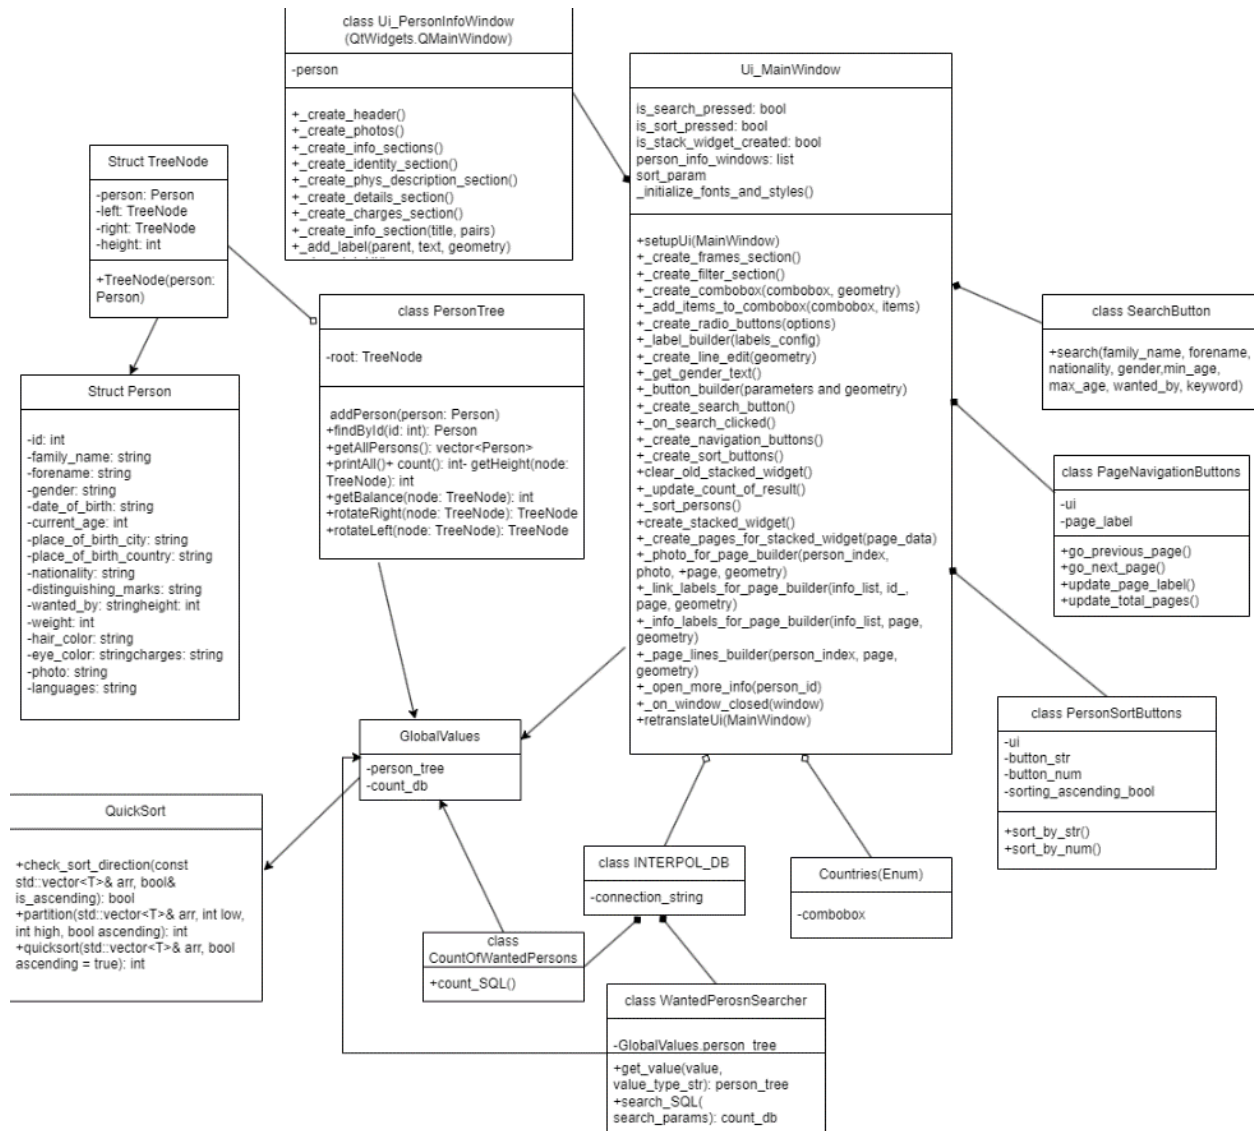 class Ui_PersonInfoWindow
(QtWidgets.QMainWindow)
-person
+_create_header()
+_create_photos()
+_create_info_sections()
+_create_identity_section()
+_create_phys_description_section()
+_create_details_section()
+_create_charges_section()
+_create_info_section(title, pairs)
+_add_label(parent, text, geometry)
Ui_MainWindow
is_search_pressed: bool
is_sort_pressed: bool
is_stack_widget_created: bool
person_info_windows: list
sort_param
_initialize_fonts_and_styles()
+setupUi(MainWindow)
+_create_frames_section()
+_create_filter_section()
+_create_combobox(combobox, geometry)
+_add_items_to_combobox(combobox, items)
+_create_radio_buttons(options)
+_label_builder(labels_config)
+_create_line_edit(geometry)
+_get_gender_text()
+_button_builder(parameters and geometry)
+_create_search_button()
+_on_search_clicked()
+_create_navigation_buttons()
+_create_sort_buttons()
+clear_old_stacked_widget()
+_update_count_of_result()
+_sort_persons()
+create_stacked_widget()
+_create_pages_for_stacked_widget(page_data)
+_photo_for_page_builder(person_index,
photo, +page, geometry)
+_link_labels_for_page_builder(info_list, id_,
page, geometry)
+_info_labels_for_page_builder(info_list, page,
geometry)
+_page_lines_builder(person_index, page,
geometry)
+_open_more_info(person_id)
+_on_window_closed(window)
+retranslateUi(MainWindow)
Struct TreeNode
-person: Person
-left: TreeNode
-right: TreeNode
-height: int
+TreeNode(person:
Person)
class PersonTree
-root: TreeNode
addPerson(person: Person)
+findById(id: int): Person
+getAllPersons(): vector<Person>
+printAll()+ count(): int- getHeight(node:
TreeNode): int
+getBalance(node: TreeNode): int
+rotateRight(node: TreeNode): TreeNode
+rotateLeft(node: TreeNode): TreeNode
Struct Person
-id: int
-family_name: string
-forename: string
-gender: string
-date_of_birth: string
-current_age: int
-place_of_birth_city: string
-place_of_birth_country: string
-nationality: string
-distinguishing_marks: string
-wanted_by: stringheight: int
-weight: int
-hair_color: string
-eye_color: stringcharges: string
-photo: string
-languages: string
class SearchButton
+search(family_name, forename,
nationality, gender,min_age,
max_age, wanted_by, keyword)
class PageNavigationButtons
-ui
-page_label
+go_previous_page()
+go_next_page()
+update_page_label()
+update_total_pages()
class PersonSortButtons
-ui
-button_str
-button_num
-sorting_ascending_bool
+sort_by_str()
+sort_by_num()
GlobalValues
-person_tree
-count_db
QuickSort
+check_sort_direction(const
std::vector<T>& arr, bool&
is_ascending): bool
+partition(std::vector<T>& arr, int low,
int high, bool ascending): int
+quicksort(std::vector<T>& arr, bool
ascending = true): int
class INTERPOL_DB
-connection_string
Countries(Enum)
-combobox
class
CountOfWantedPersons
+count_SQL()
class WantedPerosnSearcher
-GlobalValues.person_tree
+get_value(value,
value_type_str): person_tree
+search_SQL(
search_params): count_db